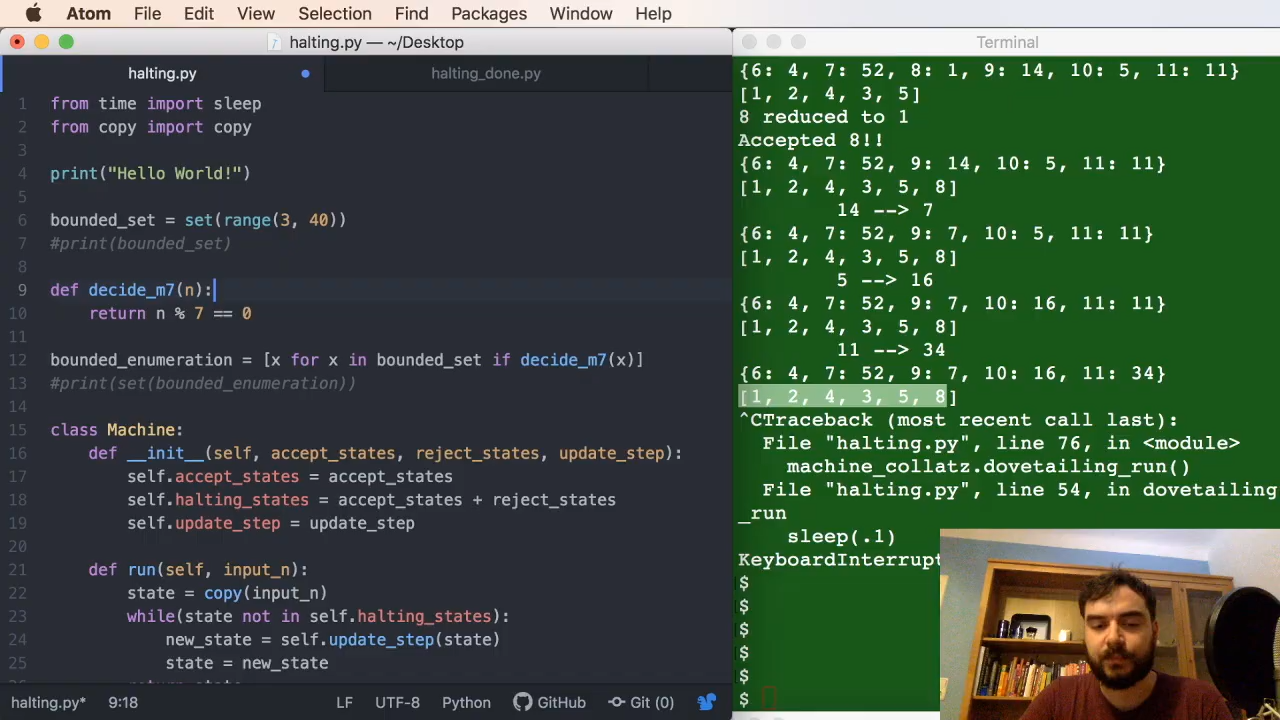 Atom File Edit View Selection Find Packages Window Help
halting.py — ~/Desktop
halting.py
halting_done.py
1 from time import sleep
2 from copy import copy
3
4 print("Hello World!")
5
6 bounded_set = set(range(3, 40))
7 #print(bounded_set)
8
9 def decide_m7(n):
10 return n % 7 == 0
11
12 bounded_enumeration = [x for x in bounded_set if decide_m7(x)]
13 #print(set(bounded_enumeration))
14
15 class Machine:
16 def __init__(self, accept_states, reject_states, update_step):
17 self.accept_states = accept_states
18 self.halting_states = accept_states + reject_states
19 self.update_step = update_step
20
21 def run(self, input_n):
22 state = copy(input_n)
23 while(state not in self.halting_states):
24 new_state = self.update_step(state)
25 state = new_state
halting.py* 9:18 LF UTF-8 Python GitHub Git (0)
Terminal
{6: 4, 7: 52, 8: 1, 9: 14, 10: 5, 11: 11}
[1, 2, 4, 3, 5]
8 reduced to 1
Accepted 8!!
{6: 4, 7: 52, 9: 14, 10: 5, 11: 11}
[1, 2, 4, 3, 5, 8]
14 --> 7
{6: 4, 7: 52, 9: 7, 10: 5, 11: 11}
[1, 2, 4, 3, 5, 8]
5 --> 16
{6: 4, 7: 52, 9: 7, 10: 16, 11: 11}
[1, 2, 4, 3, 5, 8]
11 --> 34
{6: 4, 7: 52, 9: 7, 10: 16, 11: 34}
[1, 2, 4, 3, 5, 8]
^CTraceback (most recent call last):
File "halting.py", line 76, in <module>
machine_collatz.dovetailing_run()
File "halting.py", line 54, in dovetailing
_run
sleep(.1)
KeyboardInterrupt
$
$
$
$
$
$